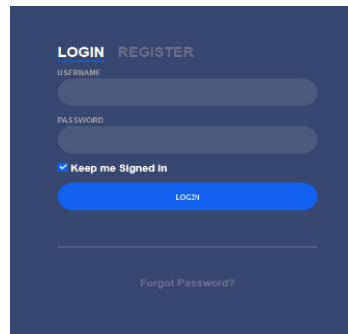 LOGIN REGISTER
USERNAME
PASSWORD
Keep me Signed in
LOGIN
Forgot Password?